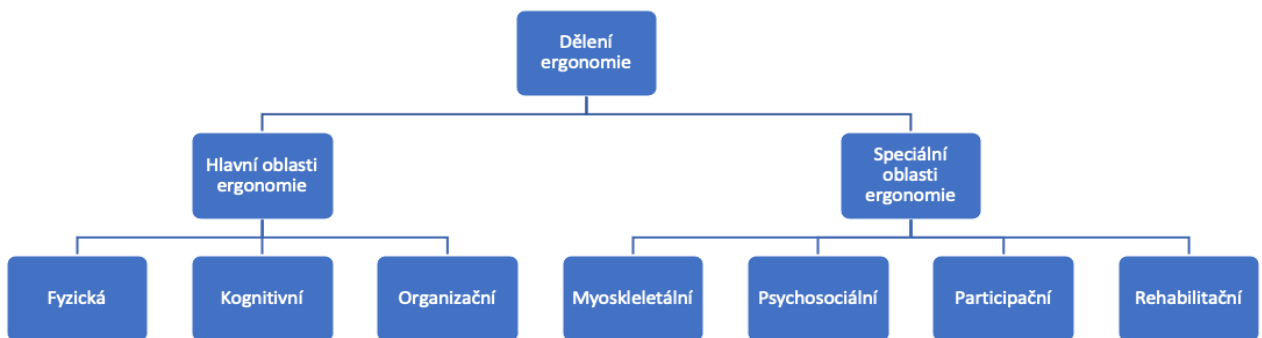 Dělení
ergonomie
Hlavní oblasti
ergonomie
Speciální
oblasti
ergonomie
Fyzická
Kognitivní
Organizační
Myoskleletální
Psychosociální
Participační
Rehabilitační